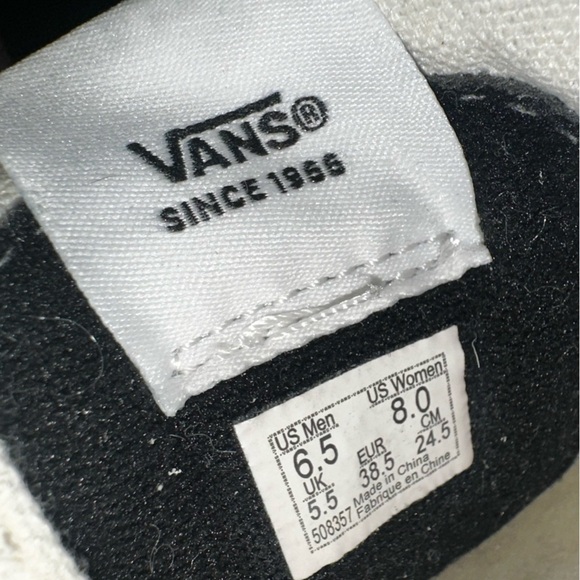 VANS®
SINCE 1966
US Men US Women
6.5 8.0
UK EUR CM
5.5 38.5 24.5
508357 Made in China
Fabrique en Chine